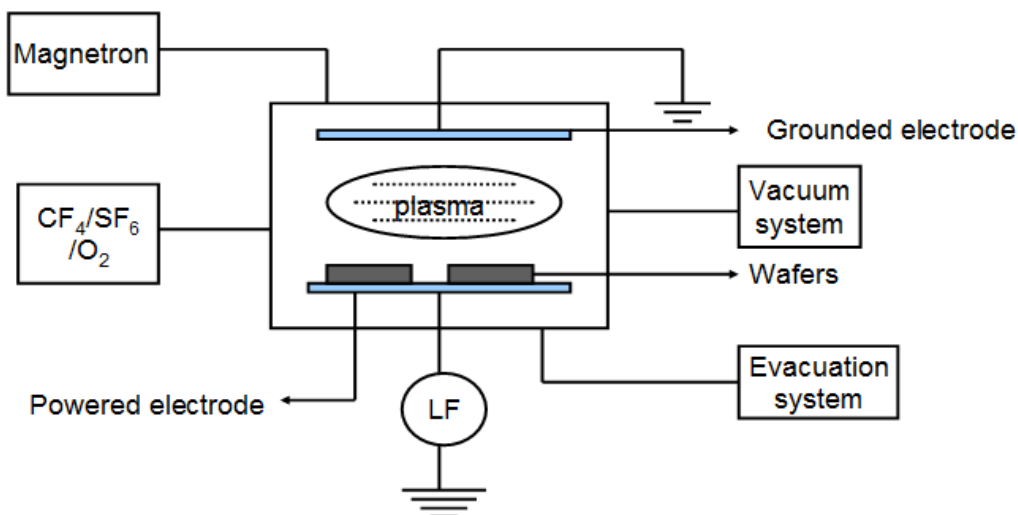 Magnetron
Grounded electrode
CF₄/SF₆
/O₂
plasma
Vacuum
system
Wafers
Powered electrode
LF
Evacuation
system